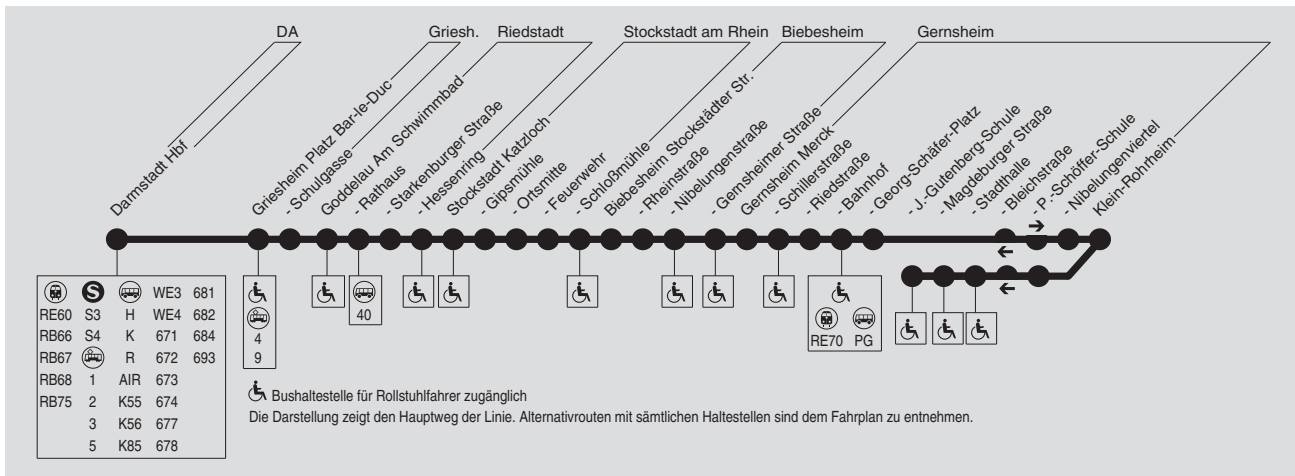 DA
Griesh.
Riedstadt
Stockstadt am Rhein
Biebesheim
Gernsheim
Darmstadt Hbf
Griesheim Platz Bar-le-Duc
- Schulgasse
Goddelau Am Schwimmbad
- Rathaus
- Starkenburger Straße
- Hessenring
Stockstadt Katzloch
- Gipsmühle
- Ortsmitte
- Feuerwehr
- Schloßmühle
Biebesheim Stockstädter Str.
- Rheinstraße
- Nibelungenstraße
- Gernsheimer Straße
Gernsheim Merck
- Schillerstraße
- Riedstraße
- Bahnhof
- Georg-Schäfer-Platz
- J.-Gutenberg-Schule
- Magdeburger Straße
- Stadthalle
- Bleichstraße
- P.-Schöffer-Schule
- Nibelungenviertel
Klein-Rohrheim
S WE3 681
RE60 S3 H WE4 682
RB66 S4 K 671 684
RB67 R 672 693
RB68 1 AIR 673
RB75 2 K55 674
3 K56 677
5 K85 678
4
9
40
RE70 PG
Bushaltestelle für Rollstuhlfahrer zugänglich
Die Darstellung zeigt den Hauptweg der Linie. Alternativrouten mit sämtlichen Haltestellen sind dem Fahrplan zu entnehmen.